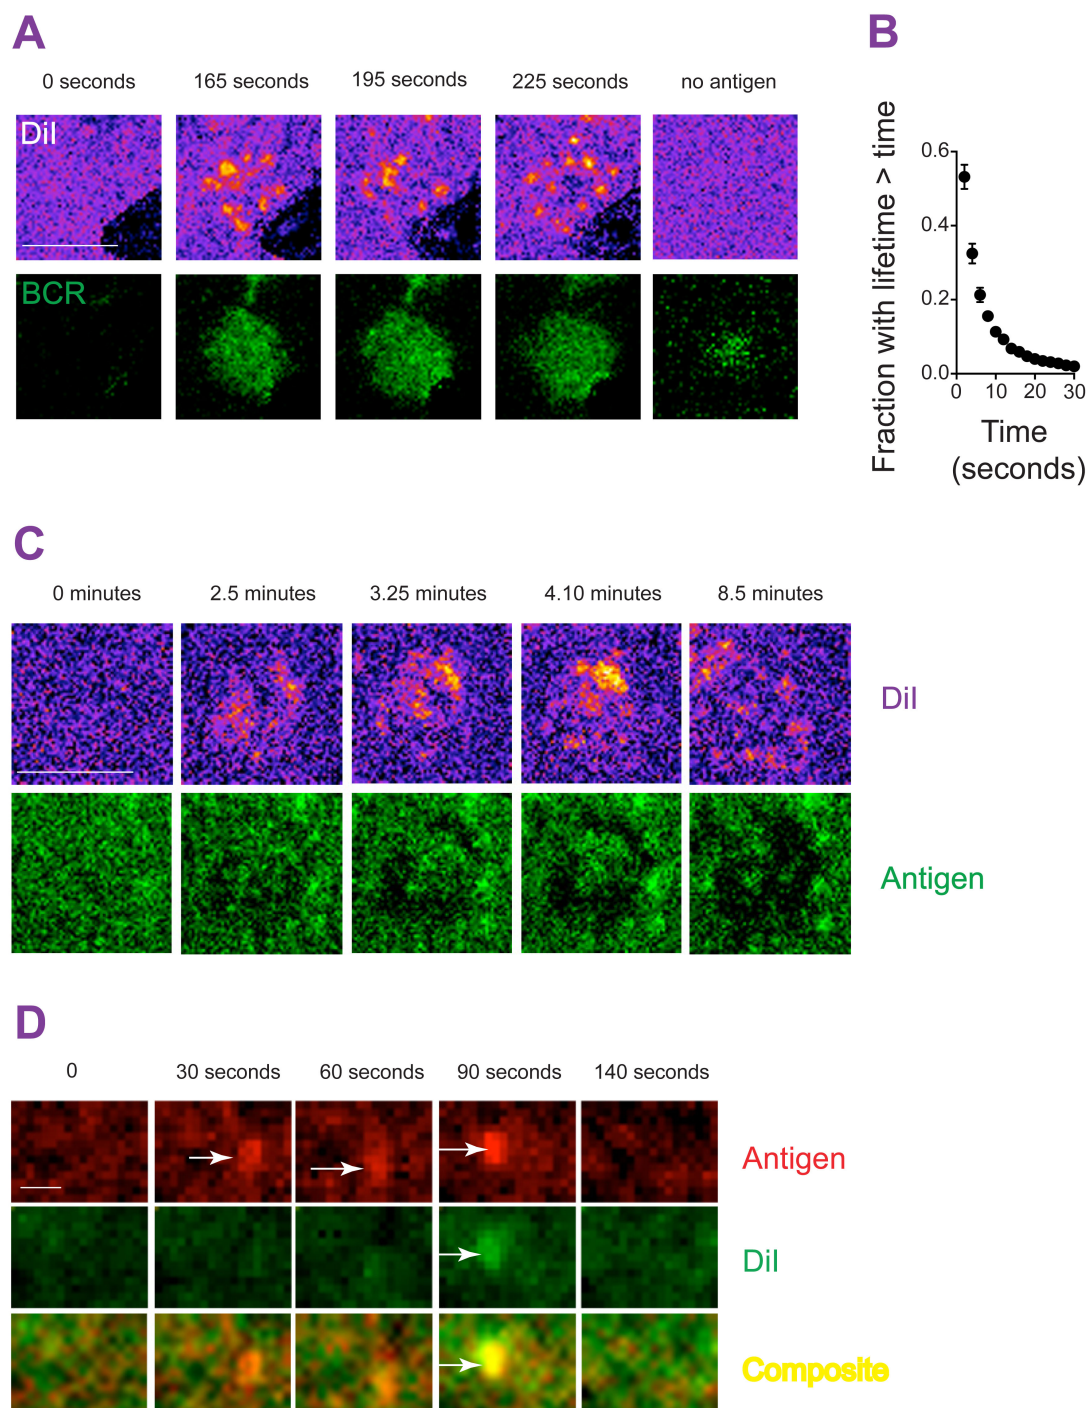 A
0 seconds
165 seconds
195 seconds
225 seconds
no antigen
DiI
BCR
B
Fraction with lifetime > time
0.6
0.4
0.2
0.0
0
10
20
30
Time
(seconds)
C
0 minutes
2.5 minutes
3.25 minutes
4.10 minutes
8.5 minutes
DiI
Antigen
D
0
30 seconds
60 seconds
90 seconds
140 seconds
Antigen
DiI
Composite